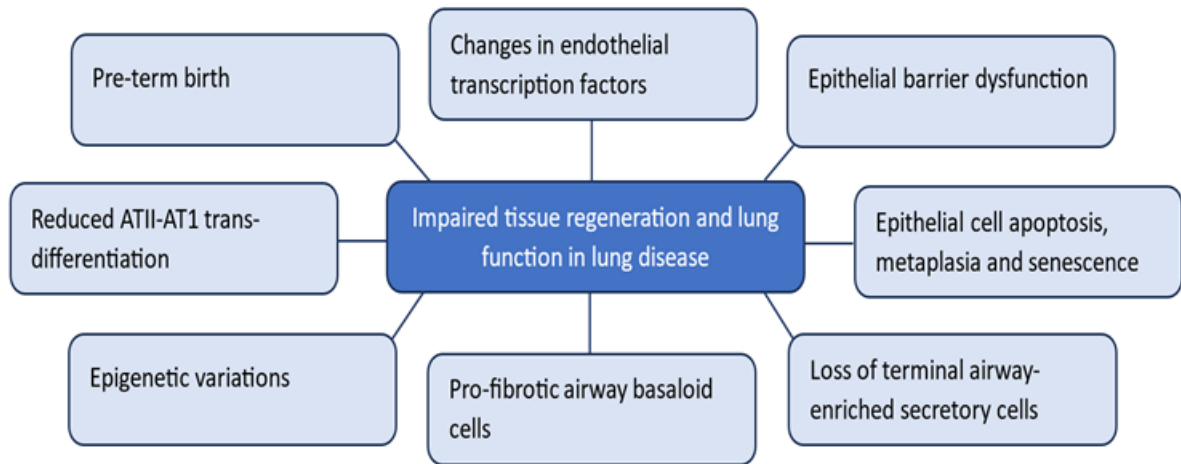 Changes in endothelial
transcription factors
Pre-term birth
Epithelial barrier dysfunction
Reduced ATII-AT1 trans-
differentiation
Impaired tissue regeneration and lung
function in lung disease
Epithelial cell apoptosis,
metaplasia and senescence
Epigenetic variations
Pro-fibrotic airway basaloid
cells
Loss of terminal airway-
enriched secretory cells